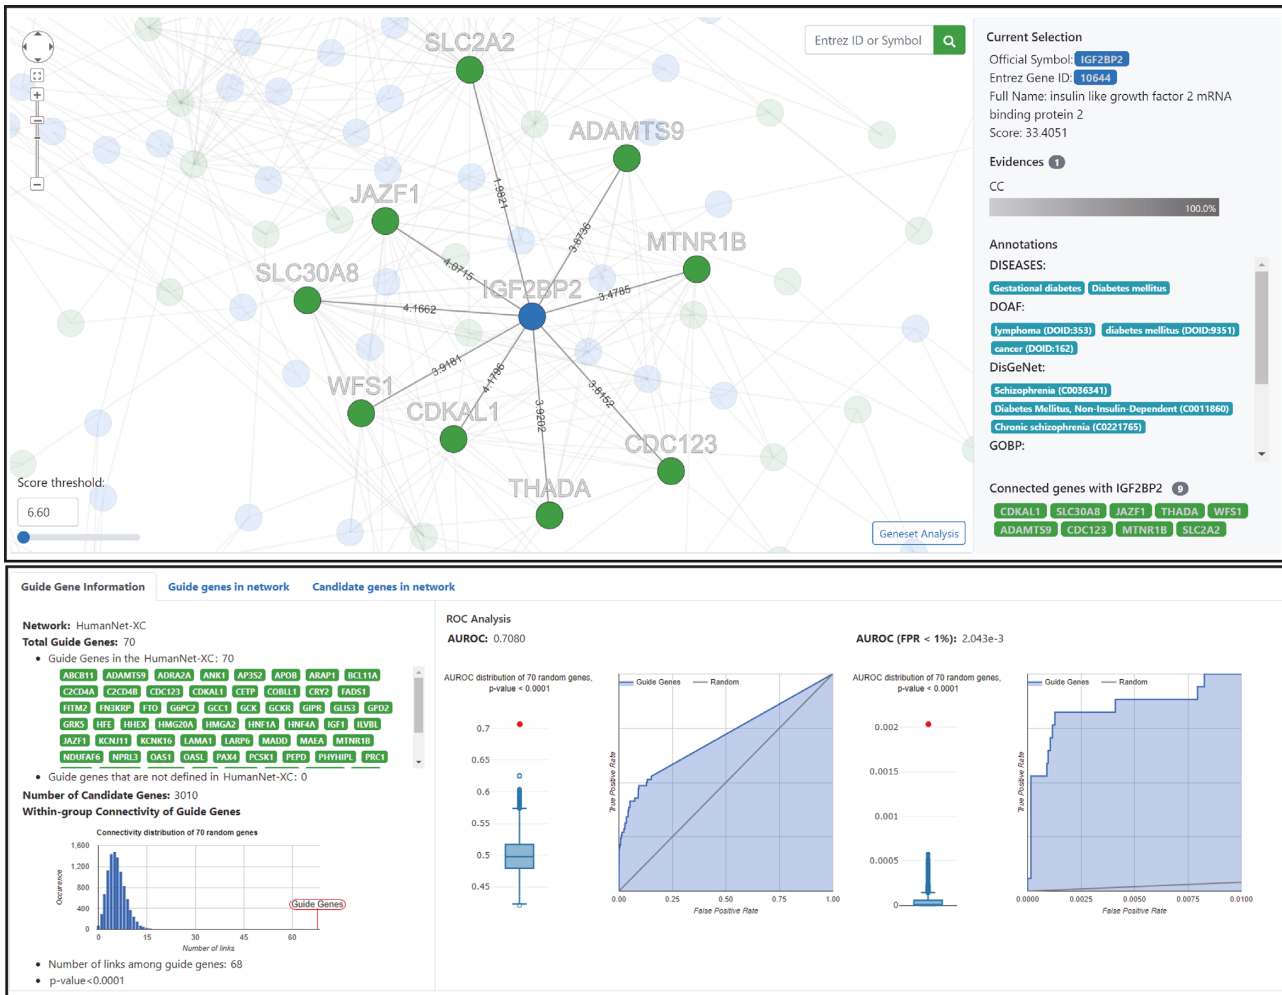 SLC2A2
ADAMTS9
JAZF1
MTNR1B
SLC30A8
IGF2BP2
WFS1
CDKAL1
CDC123
THADA
1.9821
3.8736
4.0715
3.4785
4.1662
3.9181
4.1796
3.9202
3.8152
Entrez ID or Symbol
Score threshold:
6.60
Geneset Analysis
Current Selection
Official Symbol: IGF2BP2
Entrez Gene ID: 10644
Full Name: insulin like growth factor 2 mRNA
binding protein 2
Score: 33.4051
Evidences 1
CC
100.0%
Annotations
DISEASES:
Gestational diabetes Diabetes mellitus
DOAF:
lymphoma (DOID:353) diabetes mellitus (DOID:9351)
cancer (DOID:162)
DisGeNet:
Schizophrenia (C0036341)
Diabetes Mellitus, Non-Insulin-Dependent (C0011860)
Chronic schizophrenia (C0221765)
GOBP:
Connected genes with IGF2BP2 9
CDKAL1 SLC30A8 JAZF1 THADA WFS1
ADAMTS9 CDC123 MTNR1B SLC2A2
Guide Gene Information Guide genes in network Candidate genes in network
Network: HumanNet-XC
Total Guide Genes: 70
• Guide Genes in the HumanNet-XC: 70
ABCB11 ADAMTS9 ADRA2A ANK1 AP3S2 APOB ARAP1 BCL11A
C2CD4A C2CD4B CDC123 CDKAL1 CETP COBLL1 CRY2 FADS1
FITM2 FN3KRP FTO G6PC2 GCC1 GCK GCKR GIPR GLIS3 GPD2
GRK5 HFE HHEX HMG20A HMGA2 HNF1A HNF4A IGF1 ILVBL
JAZF1 KCNJ11 KCNK16 LAMA1 LARP6 MADD MAEA MTNR1B
NDUFAF6 NPRL3 OAS1 OASL PAX4 PCSK1 PEPD PHYHIPL PRC1
• Guide genes that are not defined in HumanNet-XC: 0
Number of Candidate Genes: 3010
Within-group Connectivity of Guide Genes
Connectivity distribution of 70 random genes
1,600
1,200
800
400
0
Occurence
Guide Genes
0 15 30 45 60
Number of links
• Number of links among guide genes: 68
• p-value<0.0001
ROC Analysis
AUROC: 0.7080
AUROC distribution of 70 random genes,
p-value < 0.0001
0.7
0.65
0.6
0.55
0.5
0.45
Guide Genes Random
True Positive Rate
0.00 0.25 0.50 0.75 1.00
False Positive Rate
AUROC (FPR < 1%): 2.043e-3
AUROC distribution of 70 random genes,
p-value < 0.0001
0.002
0.0015
0.001
0.0005
0
Guide Genes Random
True Positive Rate
0.0000 0.0025 0.0050 0.0075 0.0100
False Positive Rate